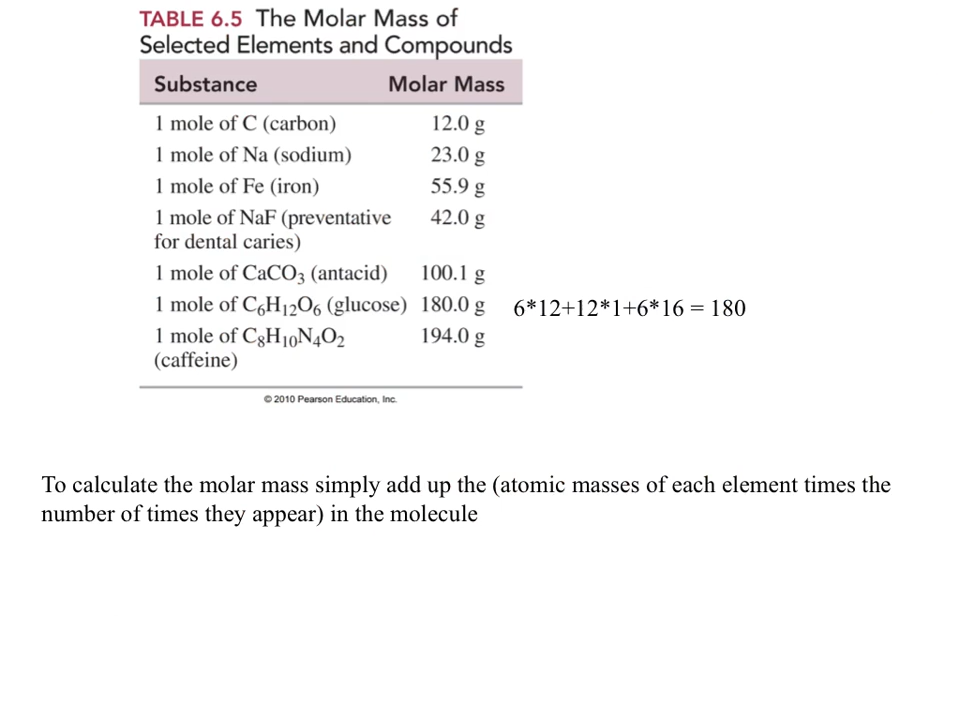 TABLE 6.5 The Molar Mass of
Selected Elements and Compounds
Substance Molar Mass
1 mole of C (carbon) 12.0 g
1 mole of Na (sodium) 23.0 g
1 mole of Fe (iron) 55.9 g
1 mole of NaF (preventative 42.0 g
for dental caries)
1 mole of CaCO₃ (antacid) 100.1 g
1 mole of C₆H₁₂O₆ (glucose) 180.0 g 6*12+12*1+6*16 = 180
1 mole of C₈H₁₀N₄O₂ 194.0 g
(caffeine)
© 2010 Pearson Education, Inc.
To calculate the molar mass simply add up the (atomic masses of each element times the
number of times they appear) in the molecule